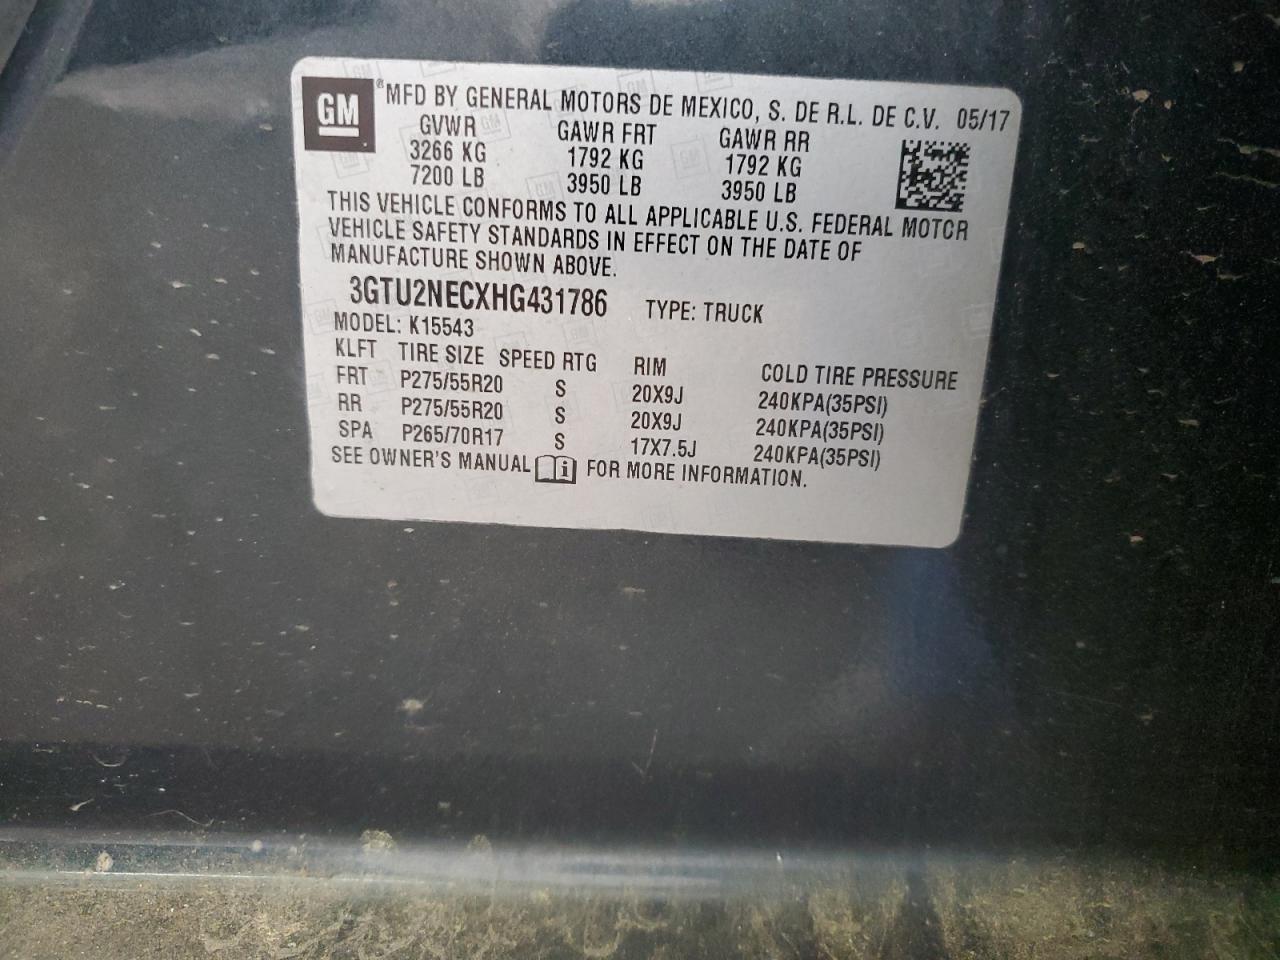 GM ® MFD BY GENERAL MOTORS DE MEXICO, S. DE R.L. DE C.V. 05/17
GVWR GAWR FRT GAWR RR
3266 KG 1792 KG 1792 KG
7200 LB 3950 LB 3950 LB
THIS VEHICLE CONFORMS TO ALL APPLICABLE U.S. FEDERAL MOTOR
VEHICLE SAFETY STANDARDS IN EFFECT ON THE DATE OF
MANUFACTURE SHOWN ABOVE.
3GTU2NECXHG431786 TYPE: TRUCK
MODEL: K15543
KLFT TIRE SIZE SPEED RTG RIM COLD TIRE PRESSURE
FRT P275/55R20 S 20X9J 240KPA(35PSI)
RR P275/55R20 S 20X9J 240KPA(35PSI)
SPA P265/70R17 S 17X7.5J 240KPA(35PSI)
SEE OWNER'S MANUAL i FOR MORE INFORMATION.